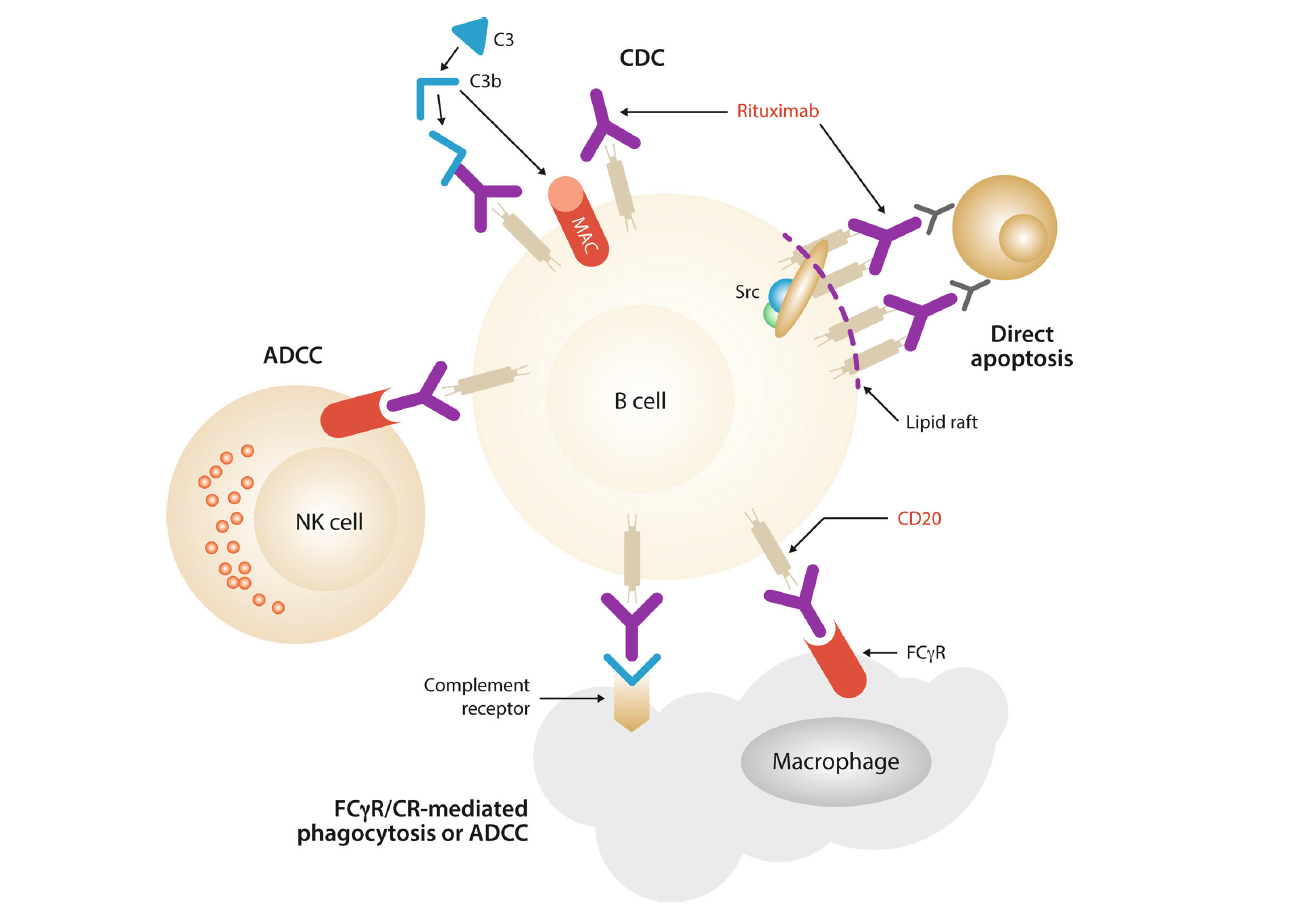 C3
CDC
C3b
Rituximab
MAC
Src
Direct
apoptosis
ADCC
B cell
Lipid raft
NK cell
CD20
FCγR
Complement
receptor
Macrophage
FCγR/CR-mediated
phagocytosis or ADCC